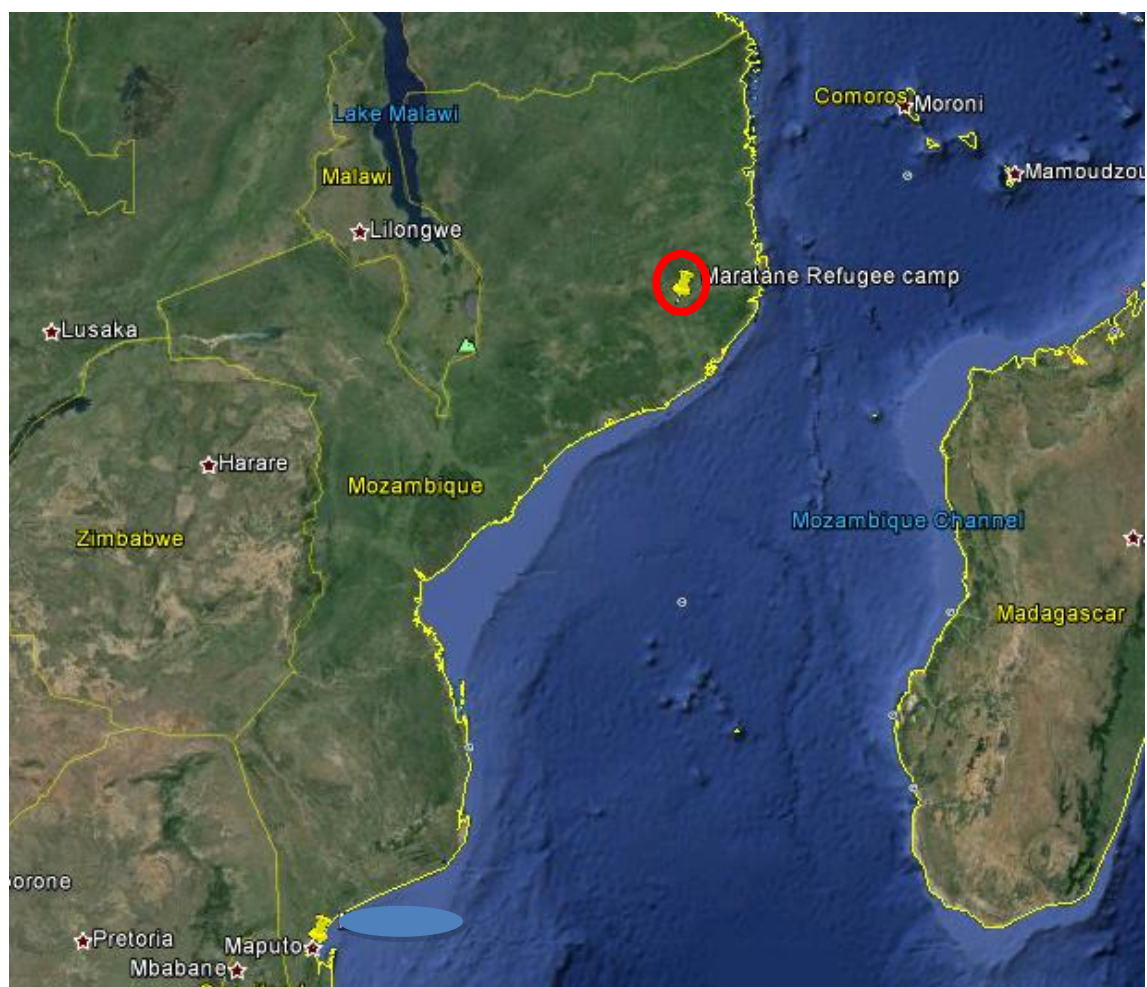 Comoros
Moroni
Lake Malawi
Malawi
Mamoudzou
Lilongwe
Maratane Refugee camp
Lusaka
Harare
Mozambique
Mozambique Channel
Zimbabwe
Madagascar
orone
Pretoria
Maputo
Mbabane